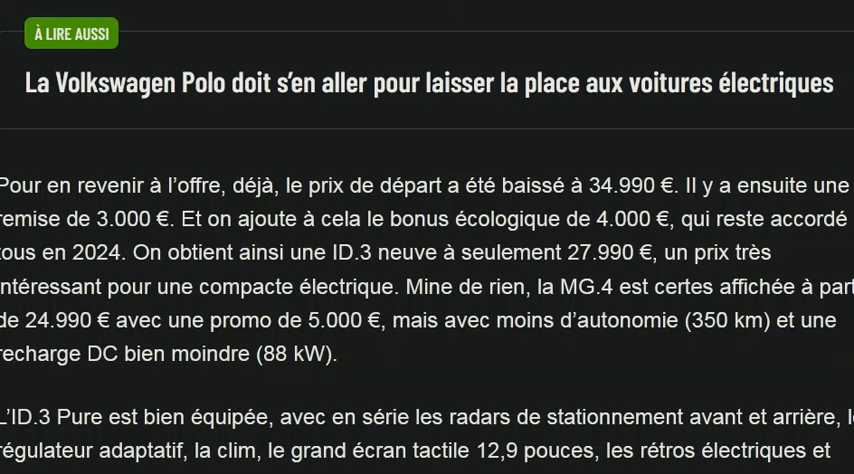 À LIRE AUSSI
La Volkswagen Polo doit s’en aller pour laisser la place aux voitures électriques
Pour en revenir à l’offre, déjà, le prix de départ a été baissé à 34.990 €. Il y a ensuite une
remise de 3.000 €. Et on ajoute à cela le bonus écologique de 4.000 €, qui reste accordé
tous en 2024. On obtient ainsi une ID.3 neuve à seulement 27.990 €, un prix très
intéressant pour une compacte électrique. Mine de rien, la MG.4 est certes affichée à part
de 24.990 € avec une promo de 5.000 €, mais avec moins d’autonomie (350 km) et une
recharge DC bien moindre (88 kW).
L’ID.3 Pure est bien équipée, avec en série les radars de stationnement avant et arrière,
régulateur adaptatif, la clim, le grand écran tactile 12,9 pouces, les rétros électriques et